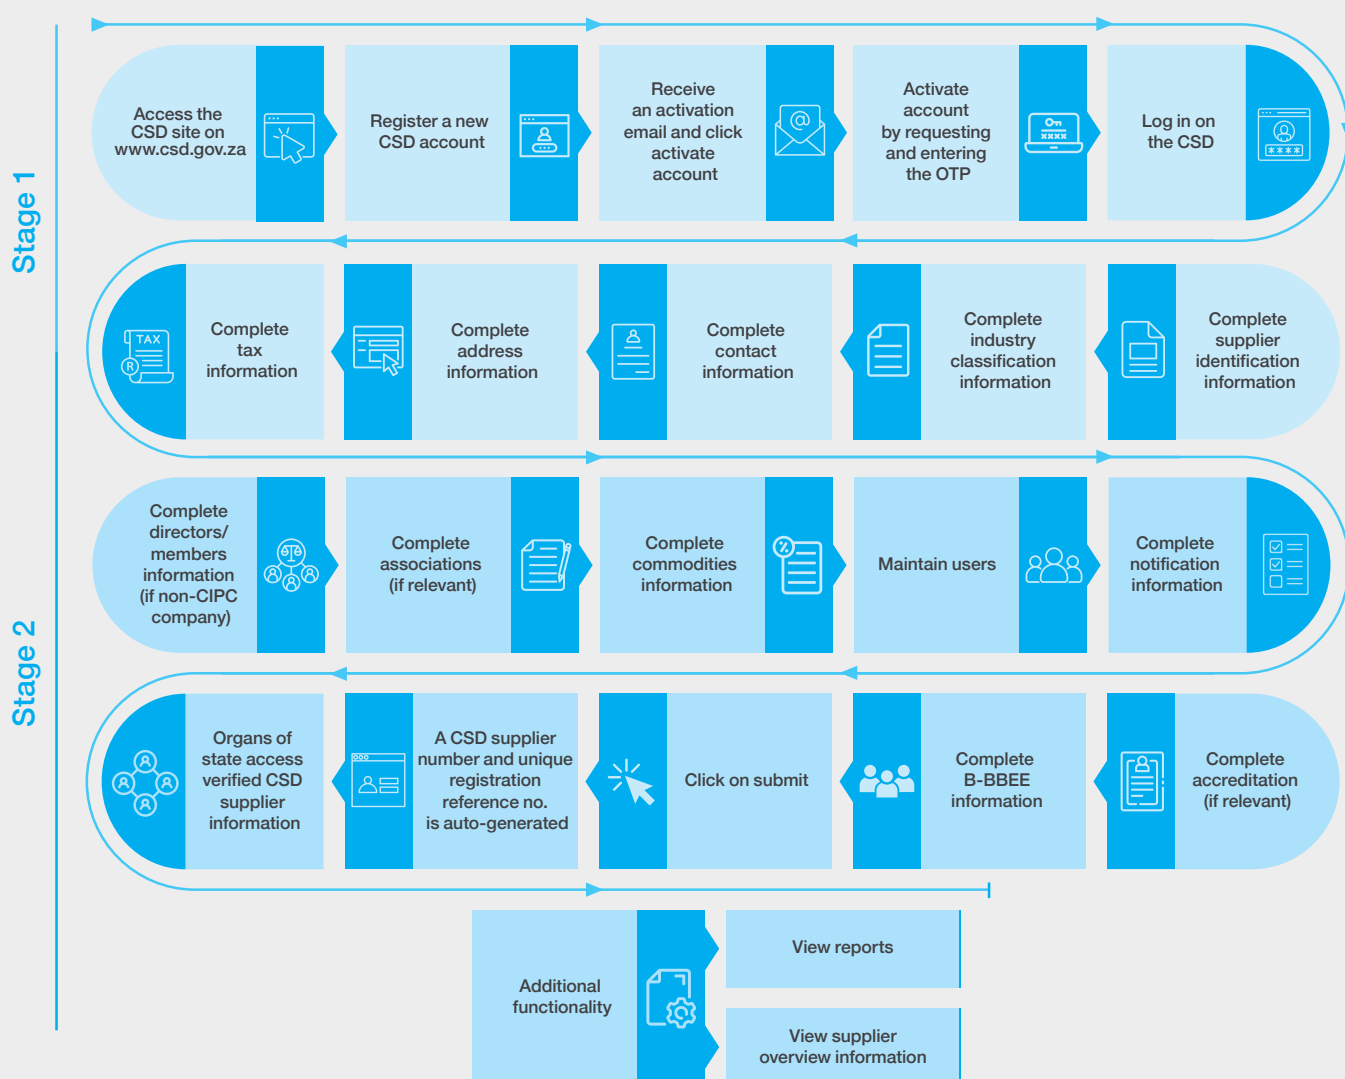 Stage 1
Access the
CSD site on
www.csd.gov.za
Register a new
CSD account
Receive
an activation
email and click
activate
account
@
Activate
account
by requesting
and entering
the OTP
xxxx
Log in on
the CSD
****
Complete
supplier
identification
information
Complete
industry
classification
information
Complete
contact
information
Complete
address
information
Complete
tax
information
TAX
R
Stage 2
Complete
directors/
members
information
(if non-CIPC
company)
Complete
associations
(if relevant)
Complete
commodities
information
%
Maintain users
Complete
notification
information
Complete
accreditation
(if relevant)
Complete
B-BBEE
information
Click on submit
A CSD supplier
number and unique
registration
reference no.
is auto-generated
Organs of
state access
verified CSD
supplier
information
Additional
functionality
View reports
View supplier
overview information